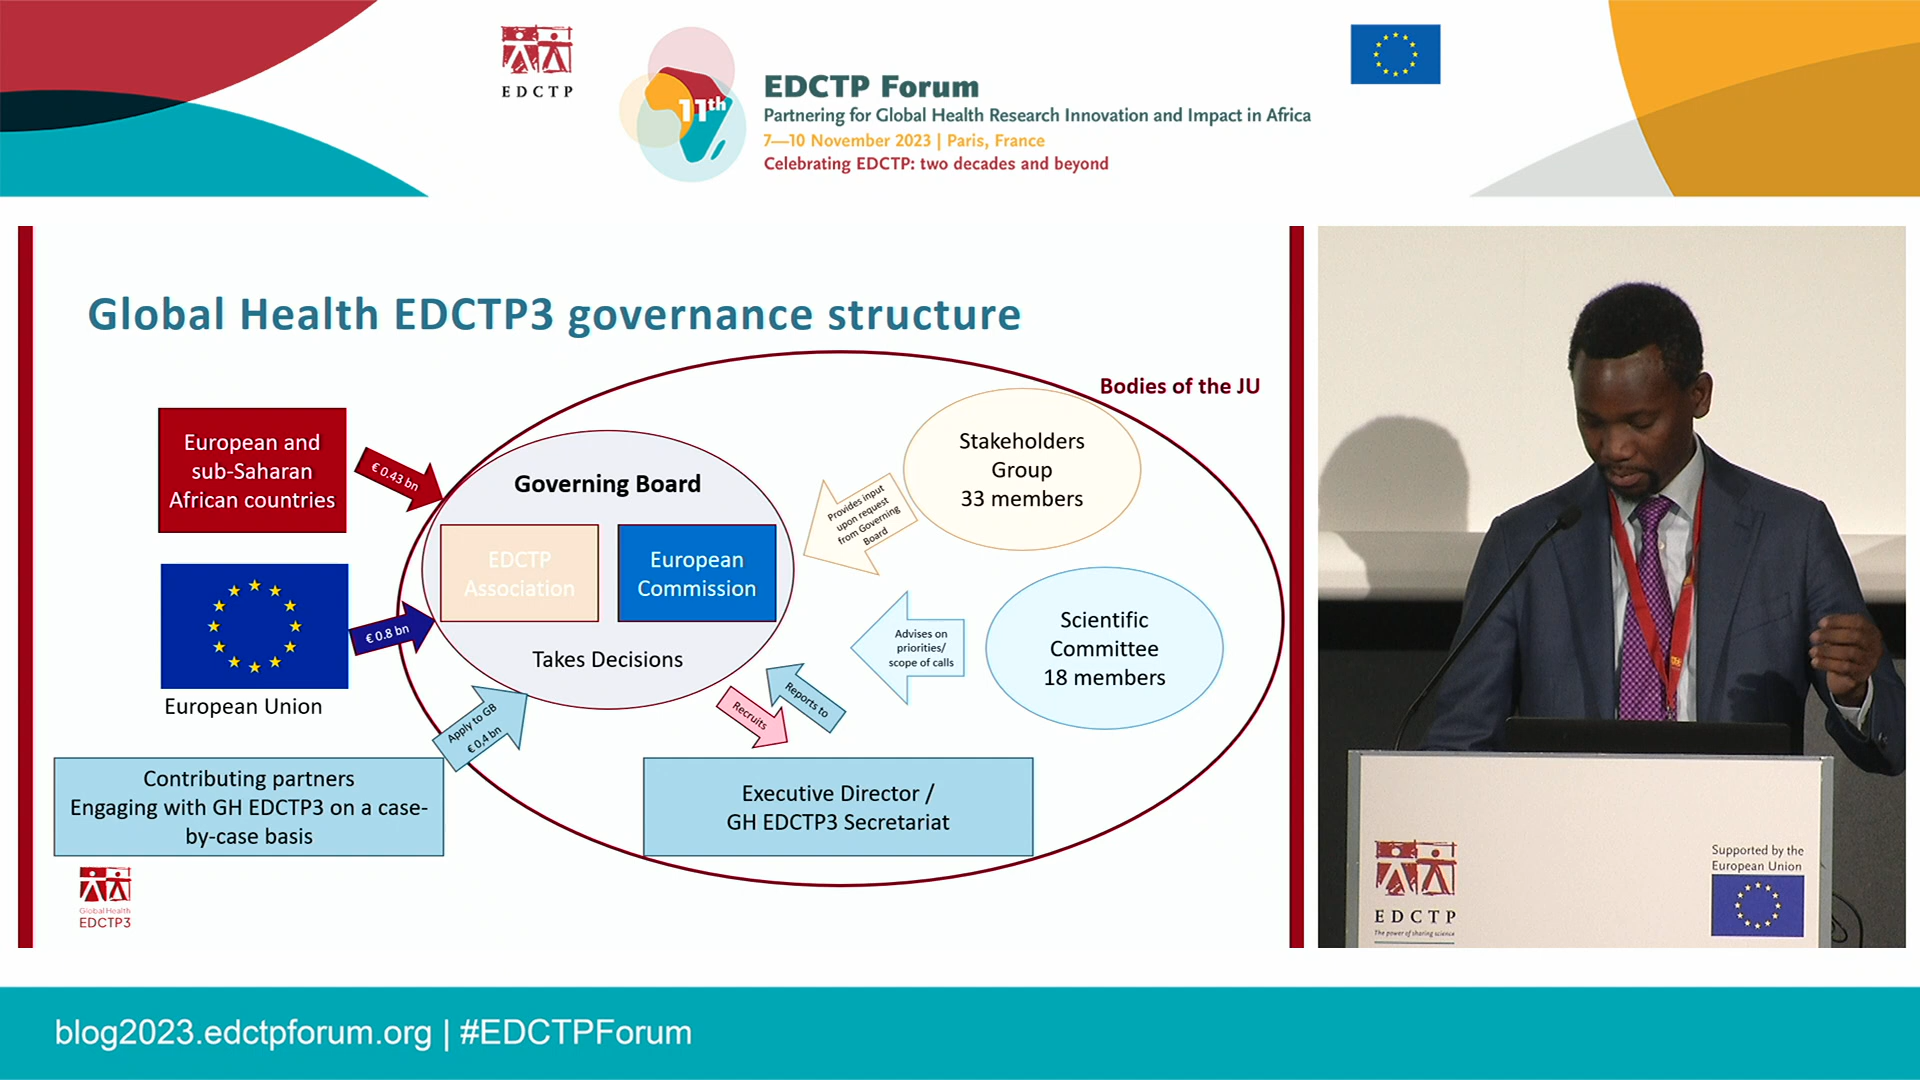 EDCTP
11th
EDCTP Forum
Partnering for Global Health Research Innovation and Impact in Africa
7—10 November 2023 | Paris, France
Celebrating EDCTP: two decades and beyond
Global Health EDCTP3 governance structure
Bodies of the JU
European and
sub-Saharan
African countries
€ 0.43 bn
Governing Board
EDCTP
Association
European
Commission
Takes Decisions
Stakeholders
Group
33 members
Provides input
upon request
from Governing
Board
€ 0.8 bn
European Union
Scientific
Committee
18 members
Advises on
priorities/
scope of calls
Apply to GB
€ 0,4 bn
Recruits
Reports to
Contributing partners
Engaging with GH EDCTP3 on a case-
by-case basis
Executive Director /
GH EDCTP3 Secretariat
Global Health
EDCTP3
EDCTP
The power of sharing science
Supported by the
European Union
blog2023.edctpforum.org | #EDCTPForum